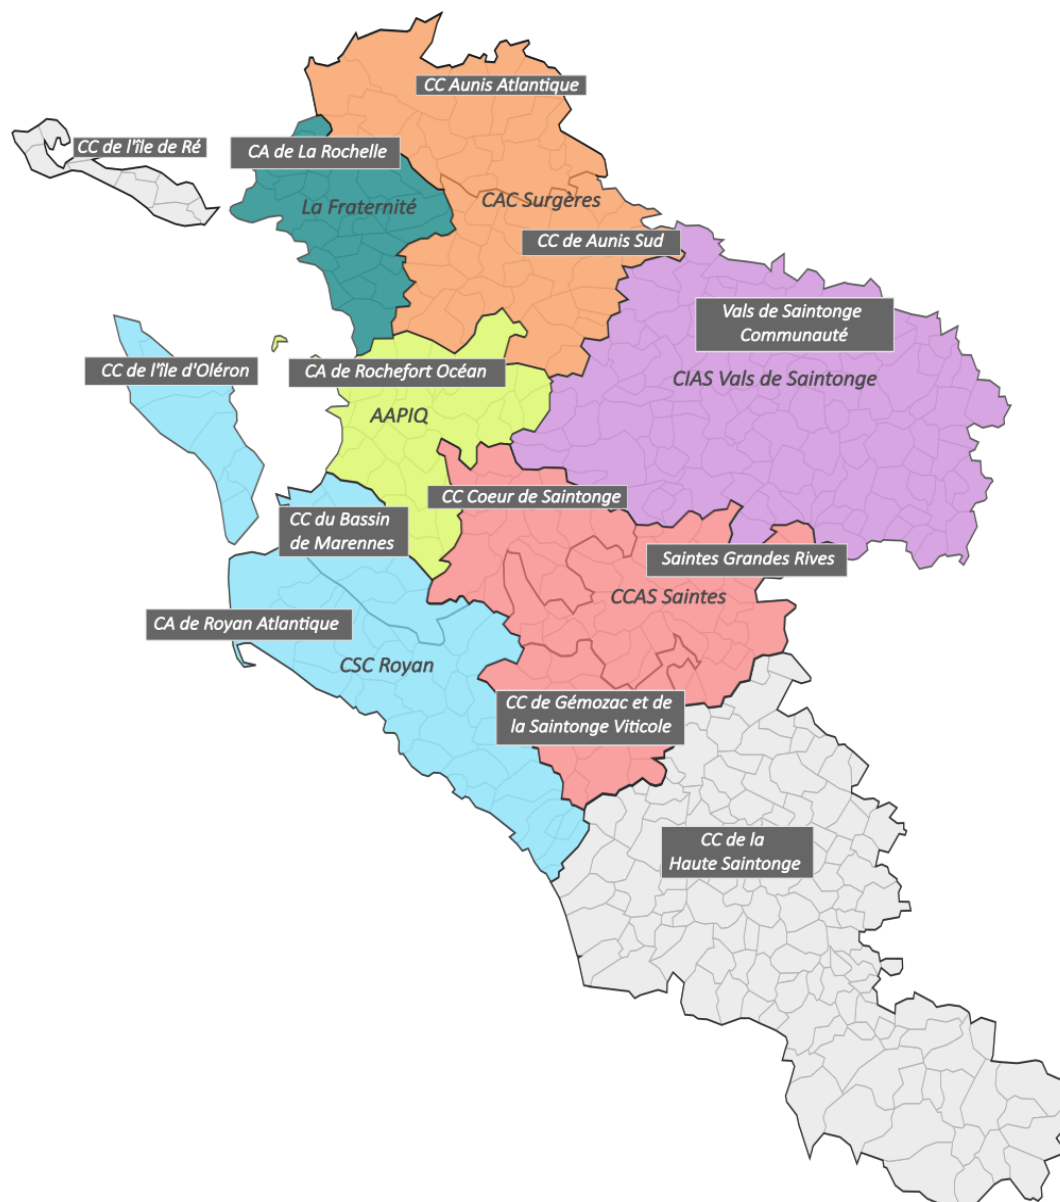 CC Aunis Atlantique
CC de l'île de Ré
CA de La Rochelle
La Fraternité
CAC Surgères
CC de Aunis Sud
Vals de Saintonge
Communauté
CC de l'île d'Oléron
CA de Rochefort Océan
CIAS Vals de Saintonge
AAPIQ
CC Coeur de Saintonge
CC du Bassin
de Marennes
Saintes Grandes Rives
CCAS Saintes
CA de Royan Atlantique
CSC Royan
CC de Gémozac et de
la Saintonge Viticole
CC de la
Haute Saintonge